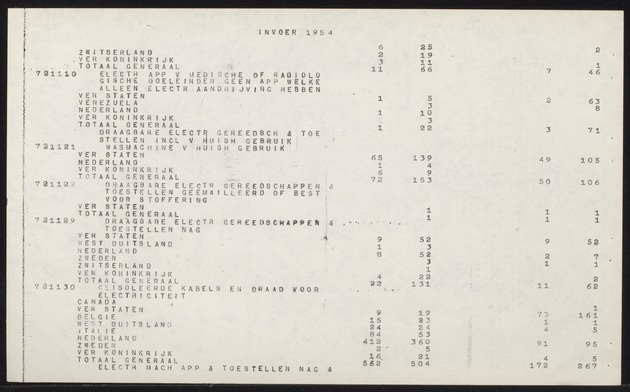 INVOER 1954
ZWITSERLAND 6 25 2
VER KONINKRIJK 2 19
TOTAAL GENERAAL 3 11 1
721110 ELECTR APP V MEDISCHE OF RADIOLO 11 66 7 46
GISCHE DOELEINDEN GEEN APP WELKE
ALLEEN ELECTR AANDRIJVING HEBBEN
VER STATEN 1 5 2 63
VENEZUELA 3 8
NEDERLAND 1 10
VER KONINKRIJK 3
TOTAAL GENERAAL 1 22 3 71
DRAAGBARE ELECTR GEREEDSCH & TOE
STELLEN INCL V HUISH GEBRUIK
721121 WASMACHINE V HUISH GEBRUIK
VER STATEN 65 139 49 105
NEDERLAND 1 4
VER KONINKRIJK 6 9
TOTAAL GENERAAL 72 153 50 106
721122 DRAAGBARE ELECTR GEREEDSCHAPPEN &
TOESTELLEN GEEMAILLEERD OF BEST
VOOR STOFFERING
VER STATEN 1 1 1
TOTAAL GENERAAL 1 1 1
721129 DRAAGBARE ELECTR GEREEDSCHAPPEN &
TOESTELLEN NAG
VER STATEN 9 52 9 52
WEST DUITSLAND 1 3
NEDERLAND 8 52 2 7
ZWEDEN 3 1 1
ZWITSERLAND 1
VER KONINKRIJK 4 22 2
TOTAAL GENERAAL 22 131 11 62
721130 GEISOLEERDE KABELS EN DRAAD VOOR
ELECTRICITEIT
CANADA 1
VER STATEN 9 19 73 161
BELGIE 15 23 1 1
WEST DUITSLAND 24 24 4 5
ITALIE 84 53
NEDERLAND 412 360 91 95
ZWEDEN 2 5
VER KONINKRIJK 16 21 4 5
TOTAAL GENERAAL 562 504 172 267
ELECTR MACH APP & TOESTELLEN NAG &